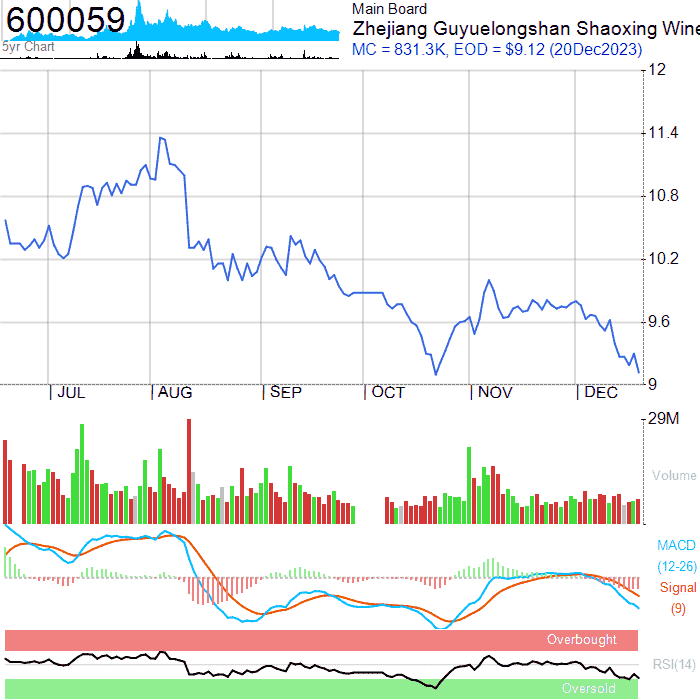 600059
5yr Chart
Main Board
Zhejiang Guyuelongshan Shaoxing Wine
MC = 831.3K, EOD = $9.12 (20Dec2023)
12
11.4
10.8
10.2
9.6
9
JUL
AUG
SEP
OCT
NOV
DEC
29M
Volume
MACD
(12-26)
Signal
(9)
Overbought
RSI(14)
Oversold